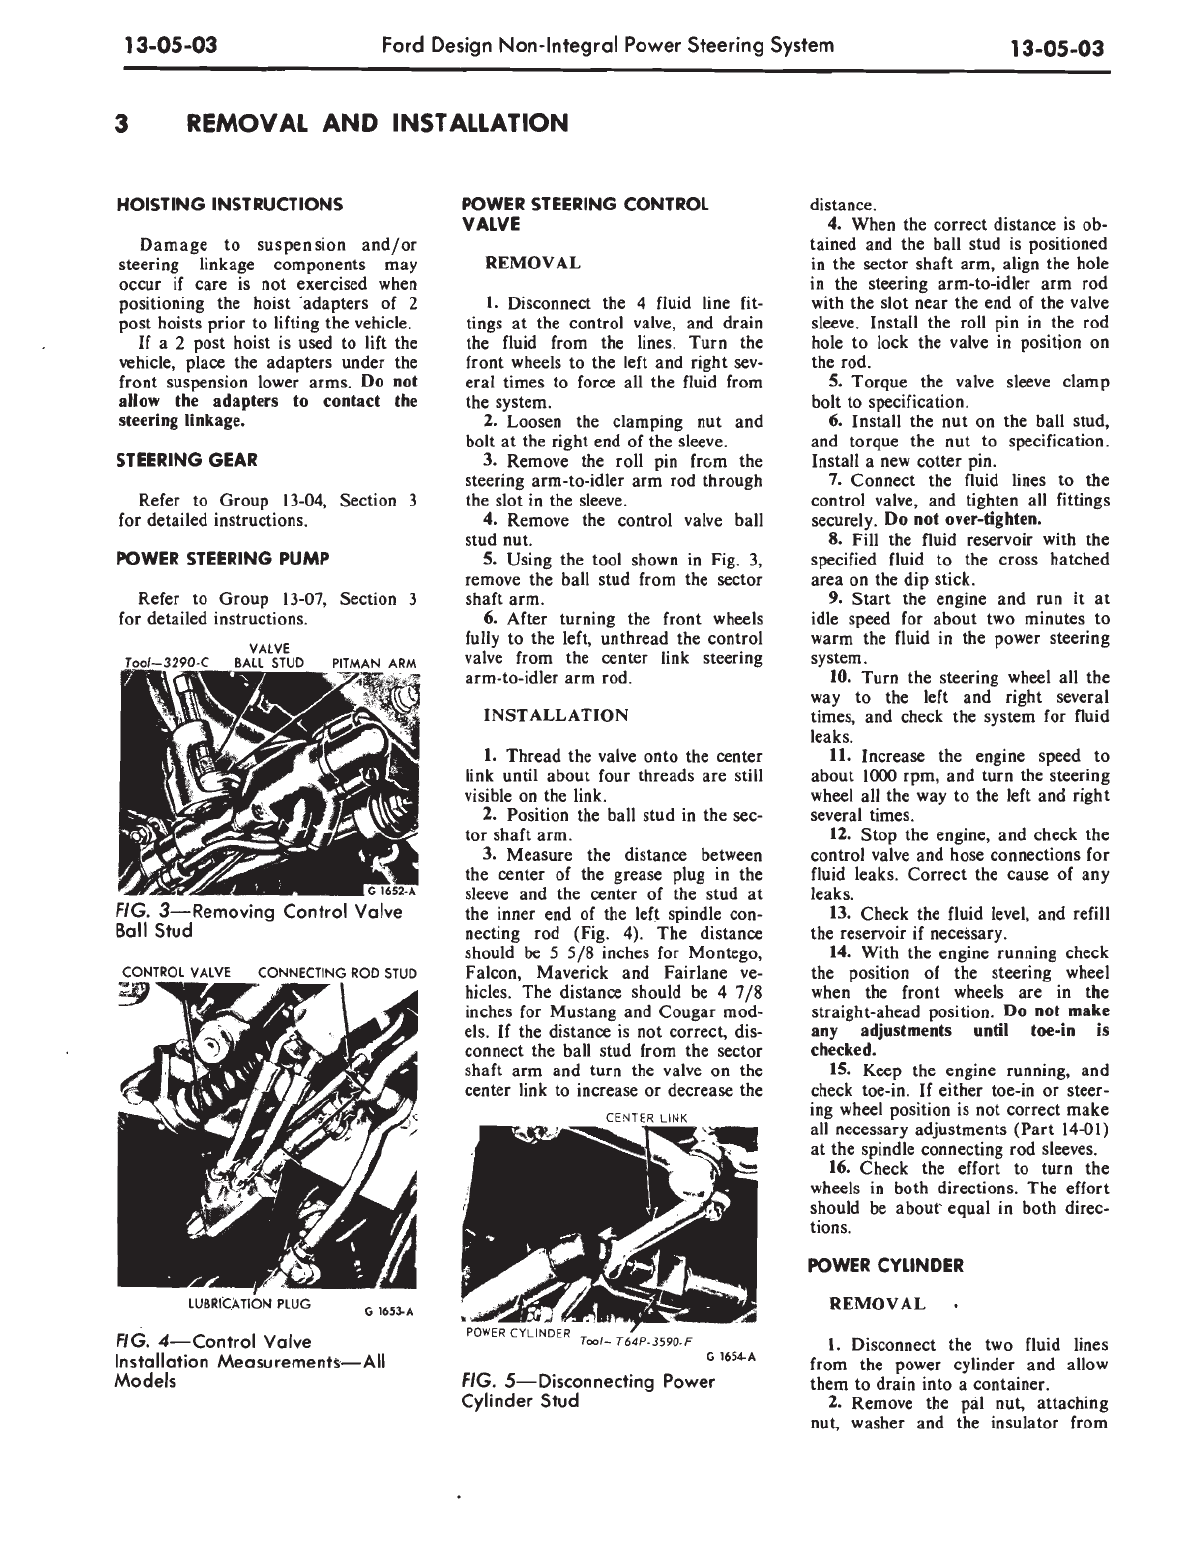 13-05-03
Ford Design Non-Integral Power Steering System
13-05-03
3 REMOVAL AND INSTALLATION
HOISTING INSTRUCTIONS
Damage to suspension and/or
steering linkage components may
occur if care is not exercised when
positioning the hoist adapters of 2
post hoists prior to lifting the vehicle.
If a 2 post hoist is used to lift the
vehicle, place the adapters under the
front suspension lower arms. Do not
allow the adapters to contact the
steering linkage.
STEERING GEAR
Refer to Group 13-04, Section 3
for detailed instructions.
POWER STEERING PUMP
Refer to Group 13-07, Section 3
for detailed instructions.
VALVE
Tool-3290-C BALL STUD PITMAN ARM
G 1652-A
FIG. 3—Removing Control Valve
Ball Stud
CONTROL VALVE CONNECTING ROD STUD
LUBRICATION PLUG
G 1653-A
FIG. 4—Control Valve
Installation Measurements—All
Models
POWER STEERING CONTROL
VALVE
REMOVAL
1. Disconnect the 4 fluid line fit-
tings at the control valve, and drain
the fluid from the lines. Turn the
front wheels to the left and right sev-
eral times to force all the fluid from
the system.
2. Loosen the clamping nut and
bolt at the right end of the sleeve.
3. Remove the roll pin from the
steering arm-to-idler arm rod through
the slot in the sleeve.
4. Remove the control valve ball
stud nut.
5. Using the tool shown in Fig. 3,
remove the ball stud from the sector
shaft arm.
6. After turning the front wheels
fully to the left, unthread the control
valve from the center link steering
arm-to-idler arm rod.
INSTALLATION
1. Thread the valve onto the center
link until about four threads are still
visible on the link.
2. Position the ball stud in the sec-
tor shaft arm.
3. Measure the distance between
the center of the grease plug in the
sleeve and the center of the stud at
the inner end of the left spindle con-
necting rod (Fig. 4). The distance
should be 5 5/8 inches for Montego,
Falcon, Maverick and Fairlane ve-
hicles. The distance should be 4 7/8
inches for Mustang and Cougar mod-
els. If the distance is not correct, dis-
connect the ball stud from the sector
shaft arm and turn the valve on the
center link to increase or decrease the
CENTER LINK
POWER CYLINDER Tool- T64P-3590-F
G 1654-A
FIG. 5—Disconnecting Power
Cylinder Stud
distance.
4. When the correct distance is ob-
tained and the ball stud is positioned
in the sector shaft arm, align the hole
in the steering arm-to-idler arm rod
with the slot near the end of the valve
sleeve. Install the roll pin in the rod
hole to lock the valve in position on
the rod.
5. Torque the valve sleeve clamp
bolt to specification.
6. Install the nut on the ball stud,
and torque the nut to specification.
Install a new cotter pin.
7. Connect the fluid lines to the
control valve, and tighten all fittings
securely. Do not over-tighten.
8. Fill the fluid reservoir with the
specified fluid to the cross hatched
area on the dip stick.
9. Start the engine and run it at
idle speed for about two minutes to
warm the fluid in the power steering
system.
10. Turn the steering wheel all the
way to the left and right several
times, and check the system for fluid
leaks.
11. Increase the engine speed to
about 1000 rpm, and turn the steering
wheel all the way to the left and right
several times.
12. Stop the engine, and check the
control valve and hose connections for
fluid leaks. Correct the cause of any
leaks.
13. Check the fluid level, and refill
the reservoir if necessary.
14. With the engine running check
the position of the steering wheel
when the front wheels are in the
straight-ahead position. Do not make
any adjustments until toe-in is
checked.
15. Keep the engine running, and
check toe-in. If either toe-in or steer-
ing wheel position is not correct make
all necessary adjustments (Part 14-01)
at the spindle connecting rod sleeves.
16. Check the effort to turn the
wheels in both directions. The effort
should be about equal in both direc-
tions.
POWER CYLINDER
REMOVAL
1. Disconnect the two fluid lines
from the power cylinder and allow
them to drain into a container.
2. Remove the pal nut, attaching
nut, washer and the insulator from